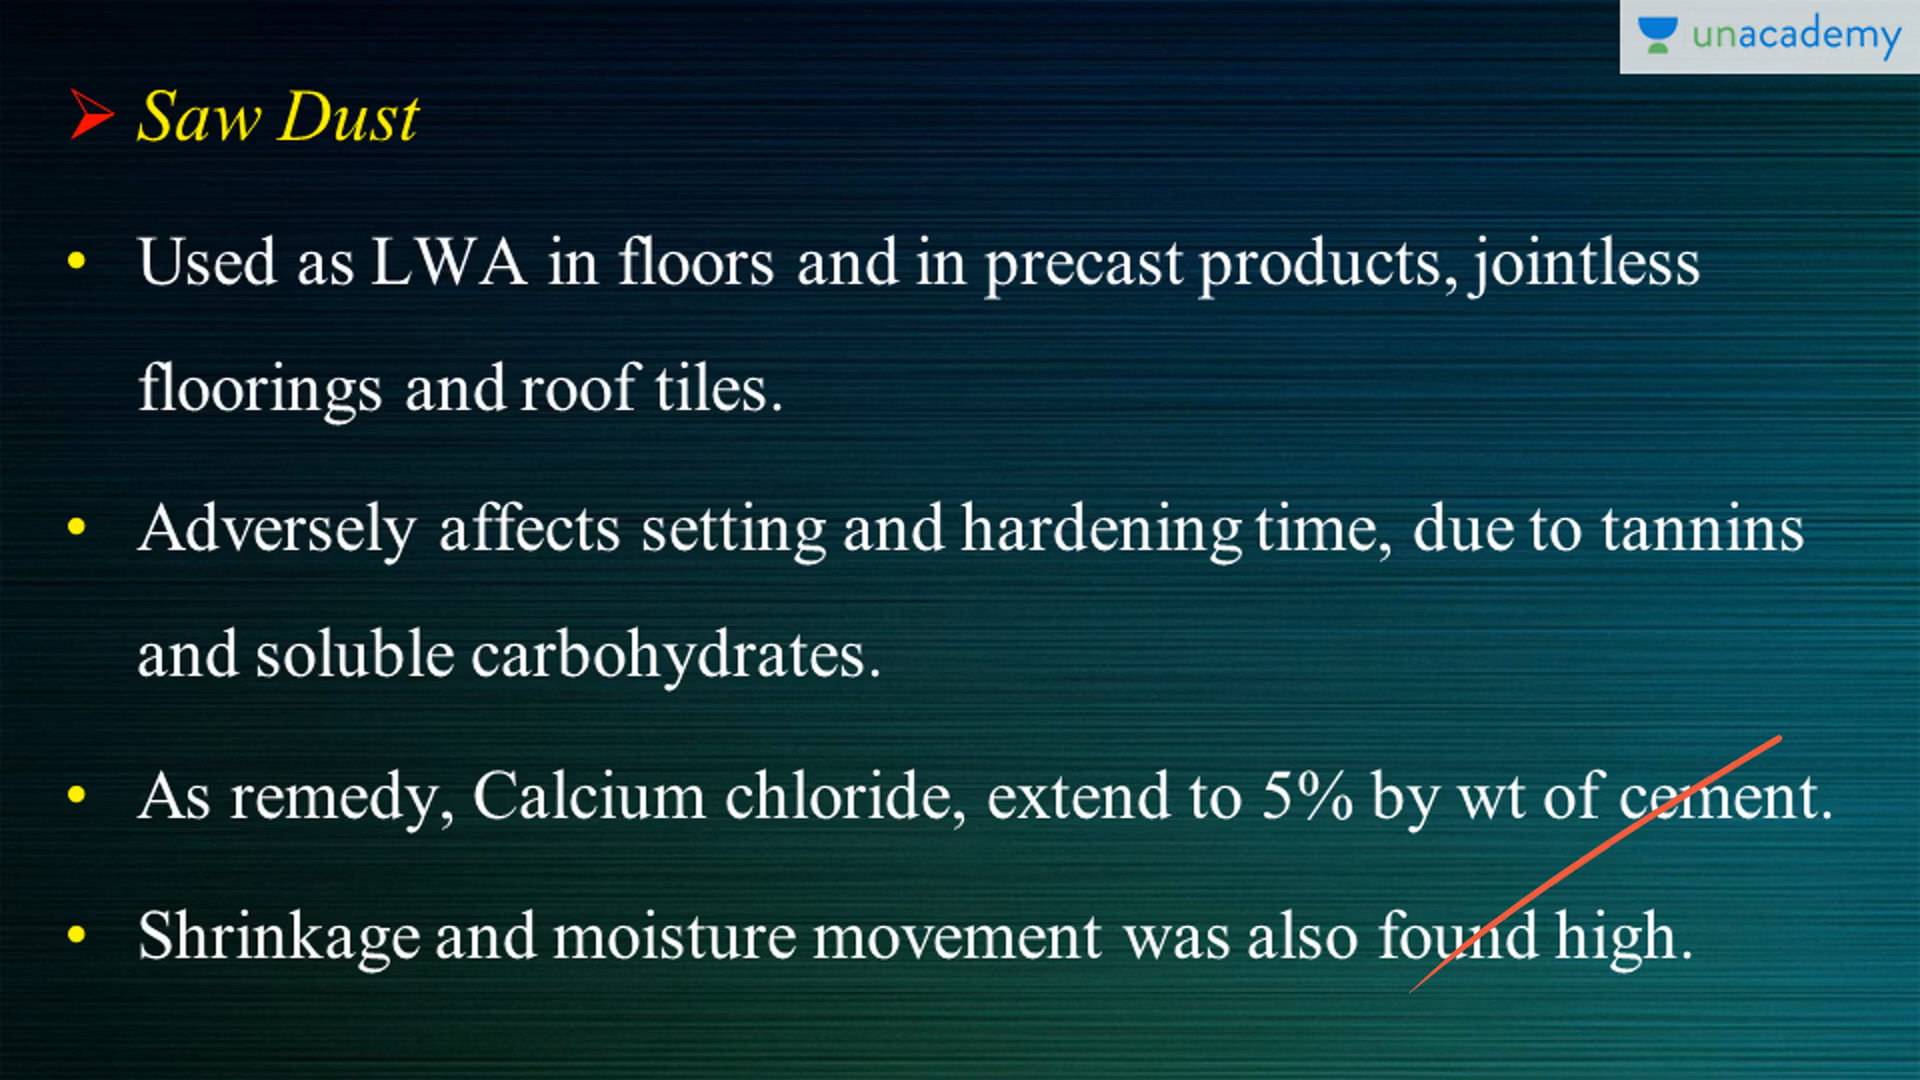 unacademy
Saw Dust
• Used as LWA in floors and in precast products, jointless
floorings and roof tiles.
• Adversely affects setting and hardening time, due to tannins
and soluble carbohydrates.
• As remedy, Calcium chloride, extend to 5% by wt of cement.
• Shrinkage and moisture movement was also found high.